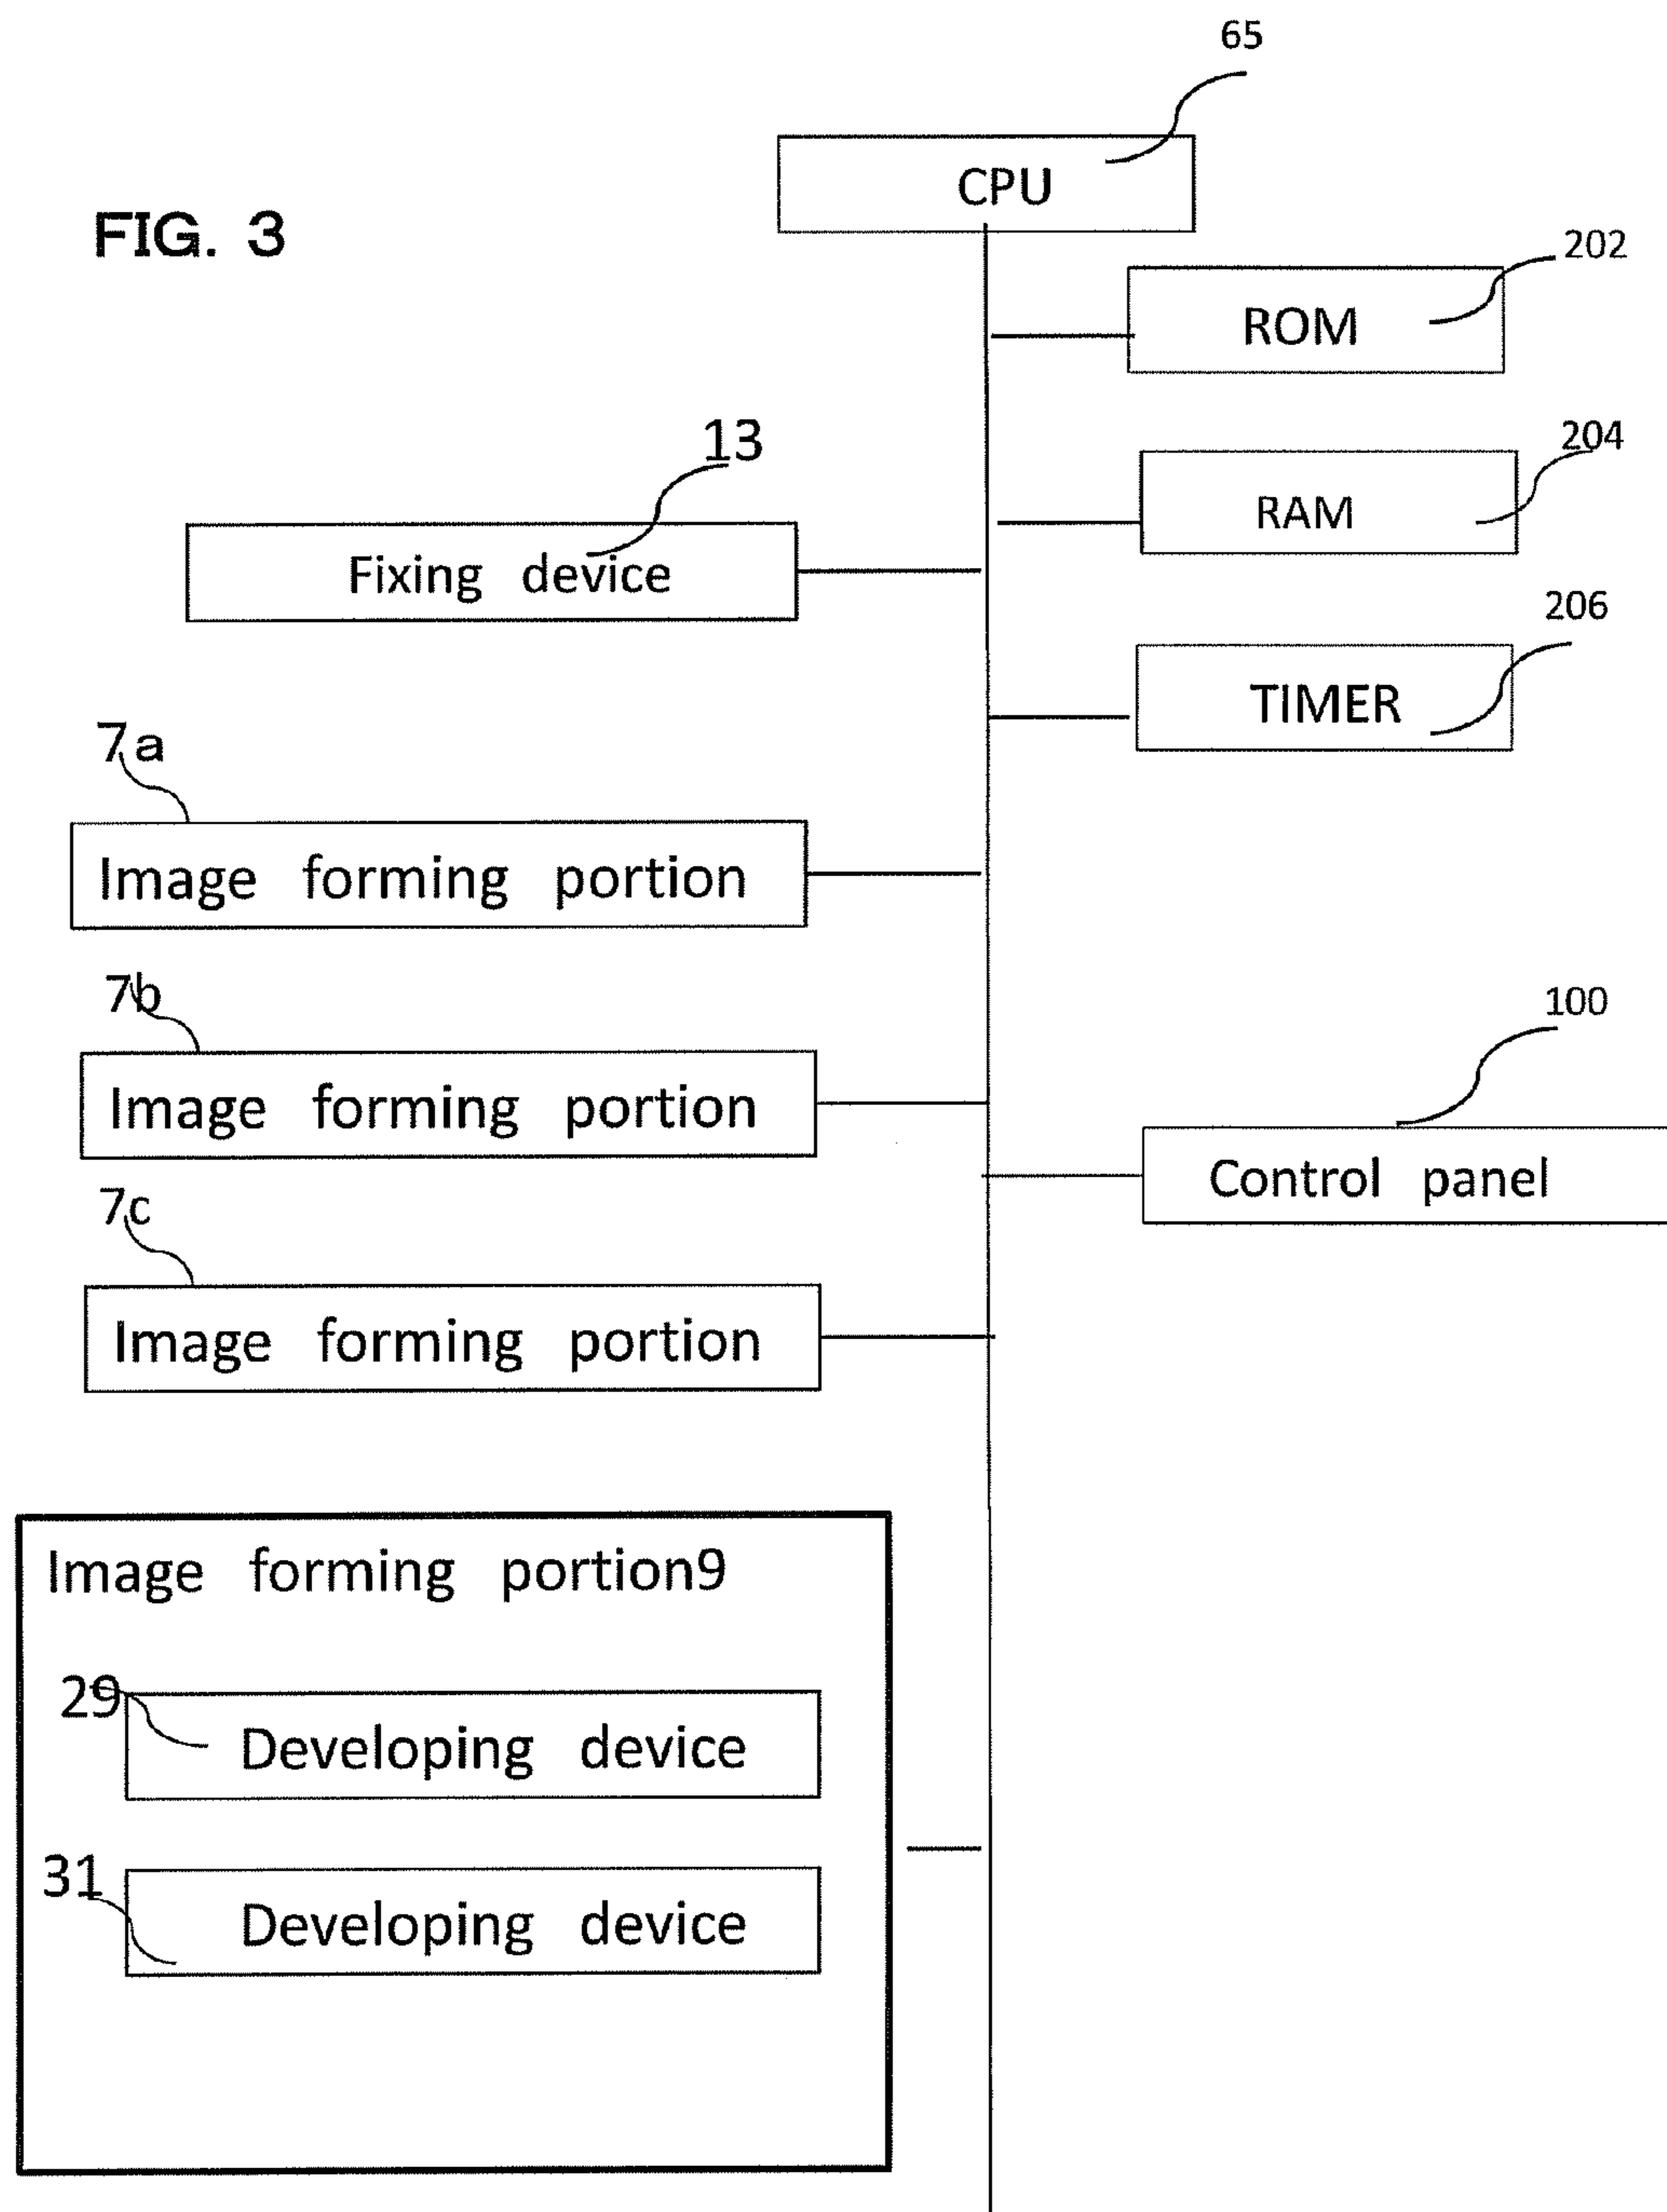 65
CPU
FIG. 3
202
ROM
13
204
RAM
Fixing device
206
TIMER
7a
Image forming portion
7b
Image forming portion
100
Control panel
7c
Image forming portion
Image forming portion9
29
Developing device
31
Developing device